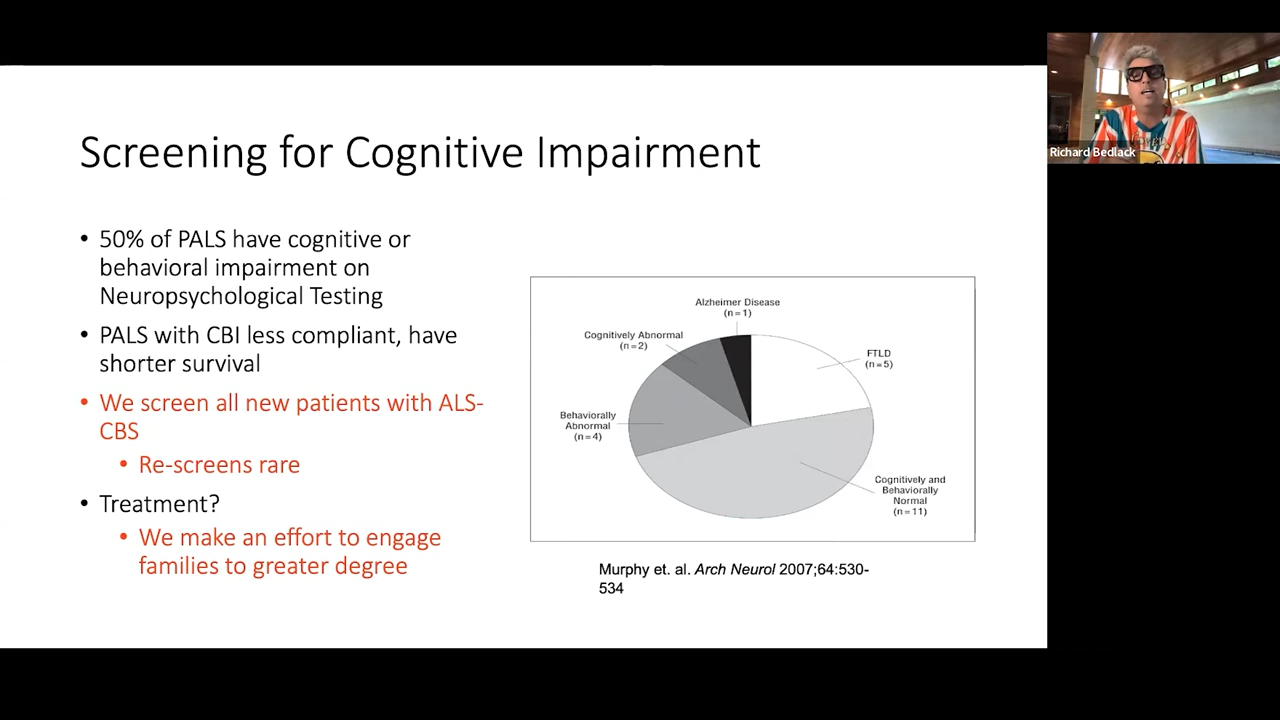 Screening for Cognitive Impairment
• 50% of PALS have cognitive or
behavioral impairment on
Neuropsychological Testing
• PALS with CBI less compliant, have
shorter survival
• We screen all new patients with ALS-
CBS
• Re-screens rare
• Treatment?
• We make an effort to engage
families to greater degree
Alzheimer Disease
(n=1)
Cognitively Abnormal
(n=2)
FTLD
(n=5)
Behaviorally
Abnormal
(n=4)
Cognitively and
Behaviorally
Normal
(n=11)
Murphy et. al. Arch Neurol 2007;64:530-
534
Richard Bedlack